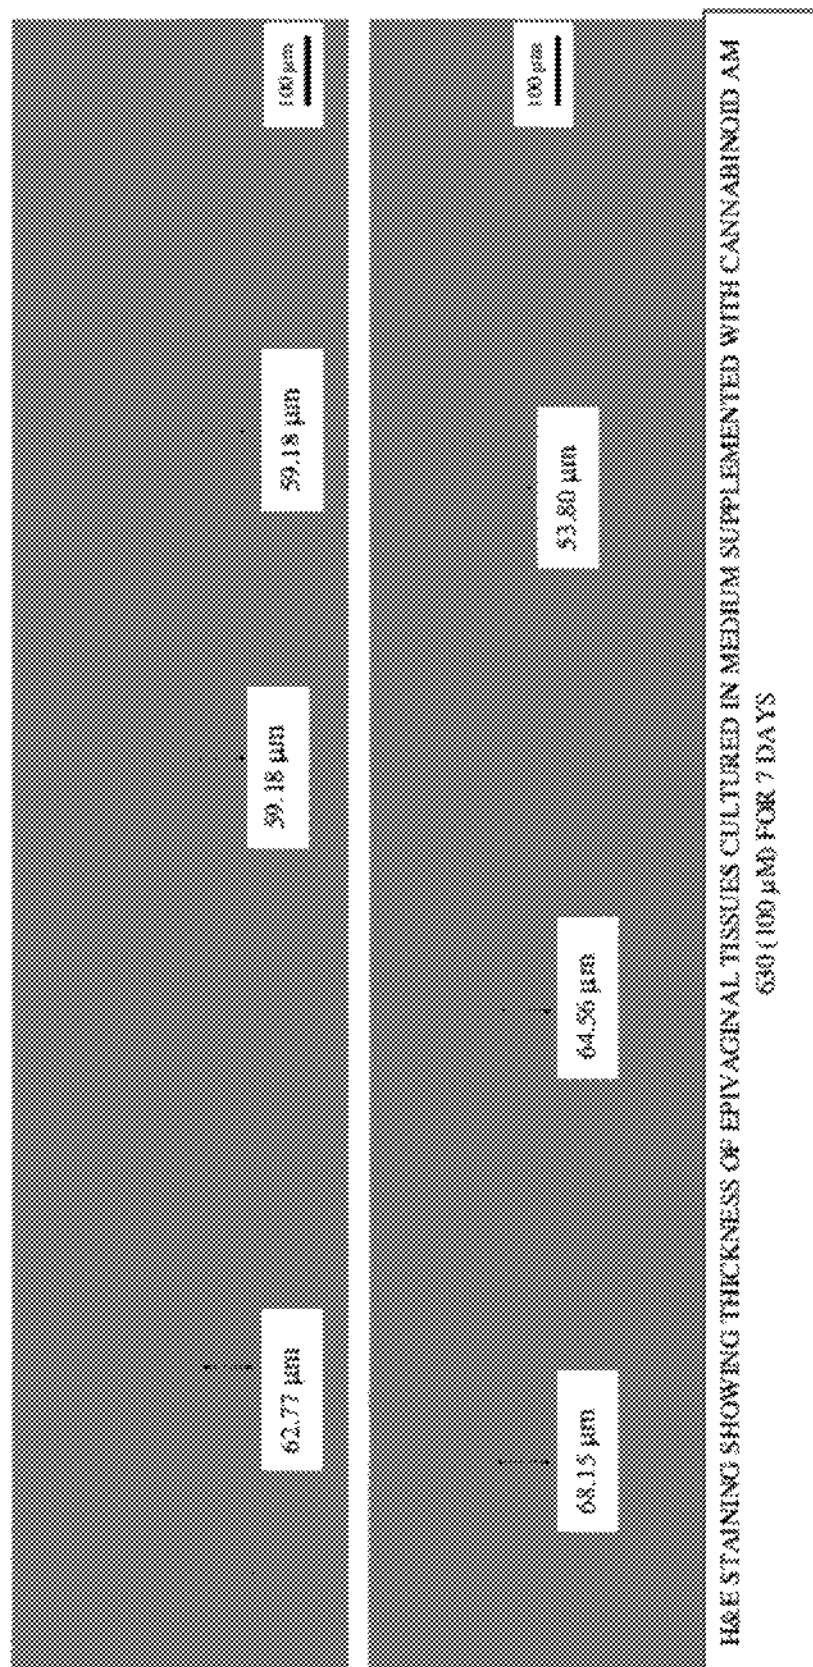 62.77 µm
59.18 µm
59.18 µm
100 µm
68.15 µm
64.56 µm
53.80 µm
100 µm
H&E STAINING SHOWING THICKNESS OF EPIVAGINAL TISSUES CULTURED IN MEDIUM SUPPLEMENTED WITH CANNABINOID AM
630 (100 µM) FOR 7 DAYS